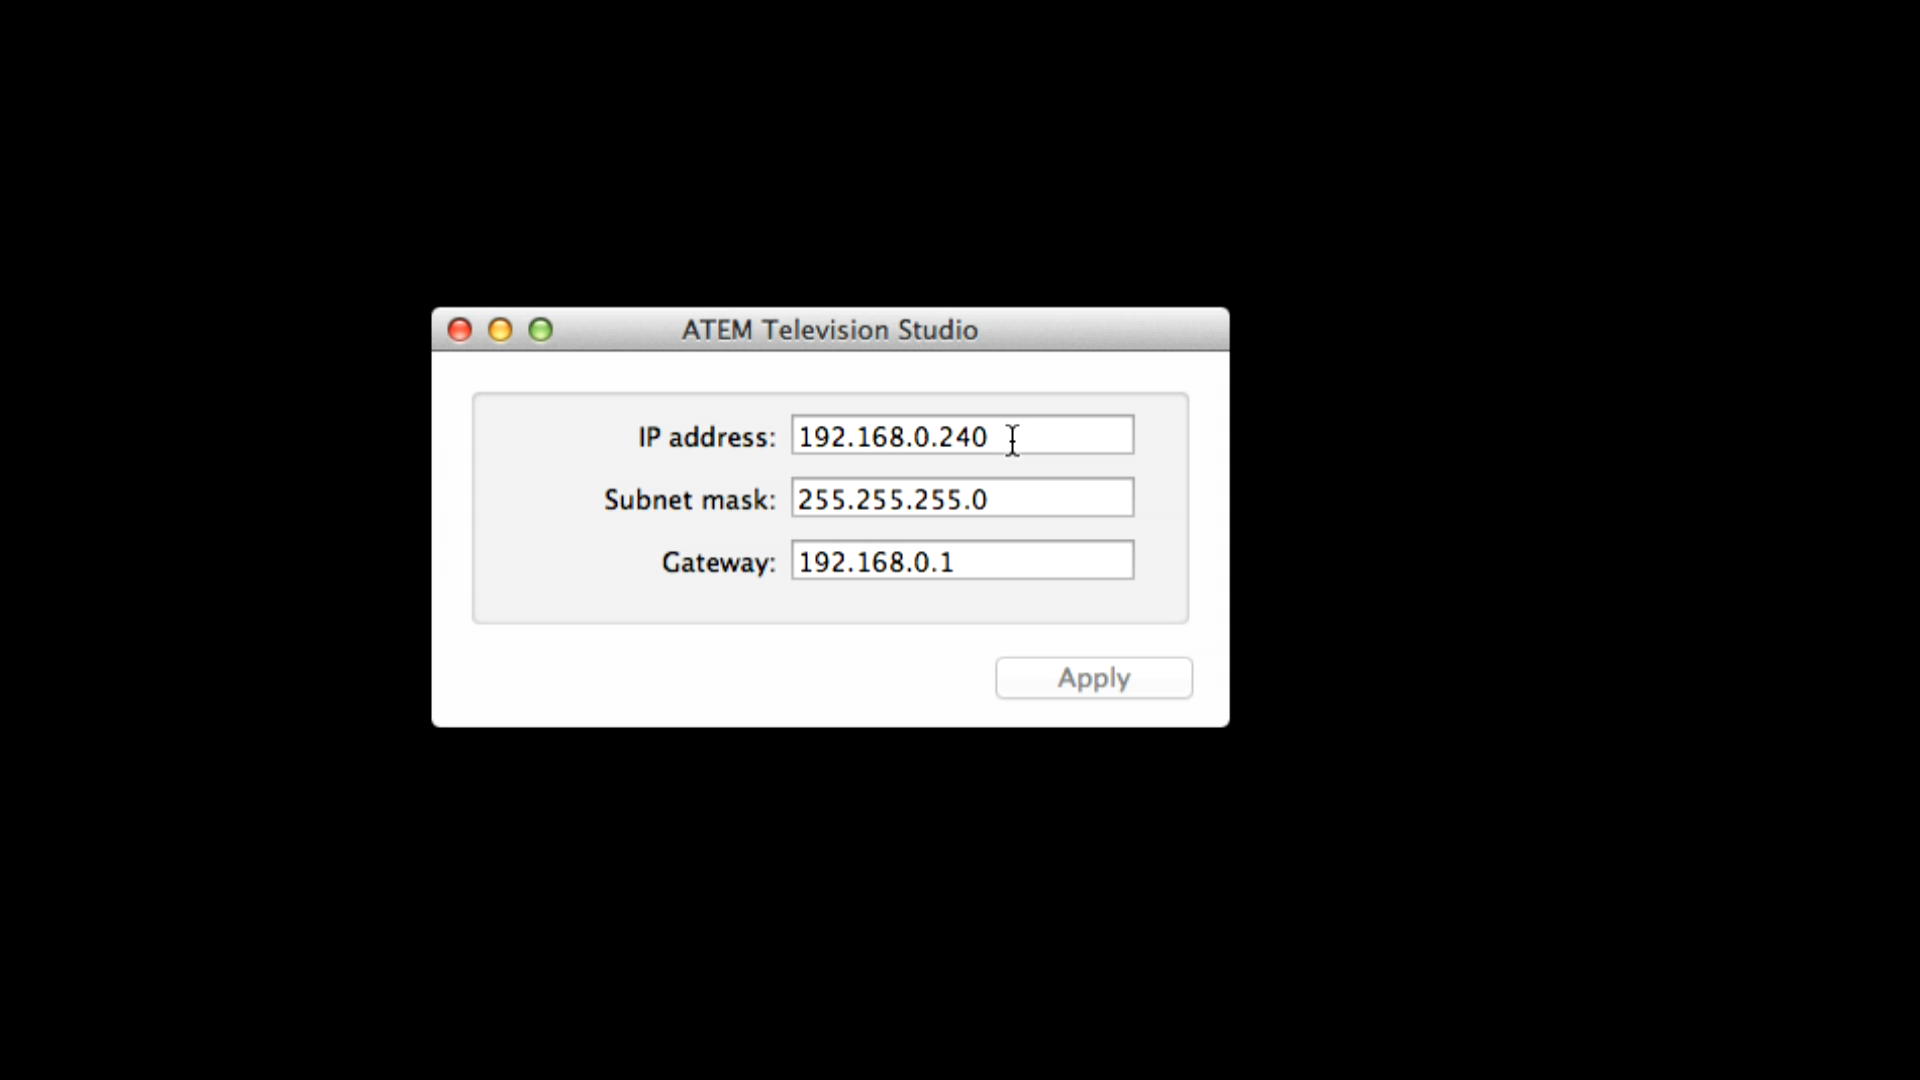 ATEM Television Studio
IP address: 192.168.0.240
Subnet mask: 255.255.255.0
Gateway: 192.168.0.1
Apply